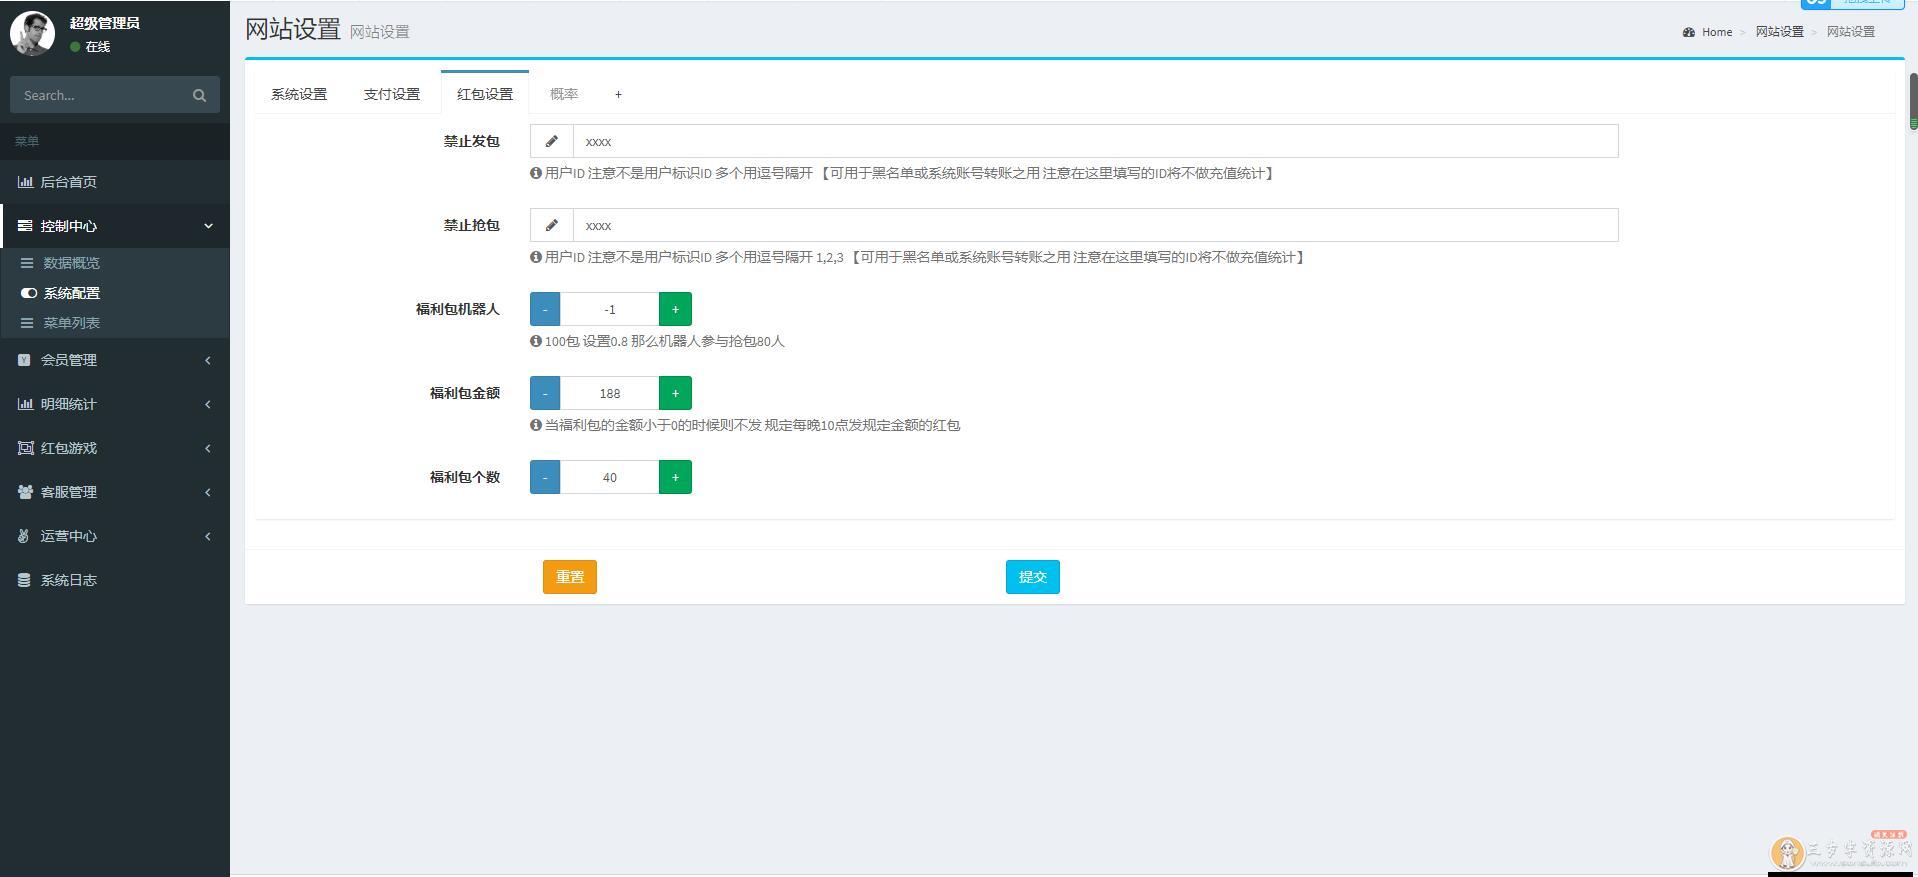 超级管理员
在线
Search...
菜单
后台首页
控制中心
数据概览
系统配置
菜单列表
会员管理
明细统计
红包游戏
客服管理
运营中心
系统日志
网站设置 网站设置
Home > 网站设置 > 网站设置
系统设置 支付设置 红包设置 概率 +
禁止发包 xxxx
用户ID 注意不是用户标识ID 多个用逗号隔开 【可用于黑名单或系统账号转账之用 注意在这里填写的ID将不做充值统计】
禁止抢包 xxxx
用户ID 注意不是用户标识ID 多个用逗号隔开 1,2,3 【可用于黑名单或系统账号转账之用 注意在这里填写的ID将不做充值统计】
福利包机器人 - -1 +
100包 设置0.8 那么机器人参与抢包80人
福利包金额 - 188 +
当福利包的金额小于0的时候则不发 规定每晚10点发规定金额的红包
福利包个数 - 40 +
重置 提交
三步学资源网